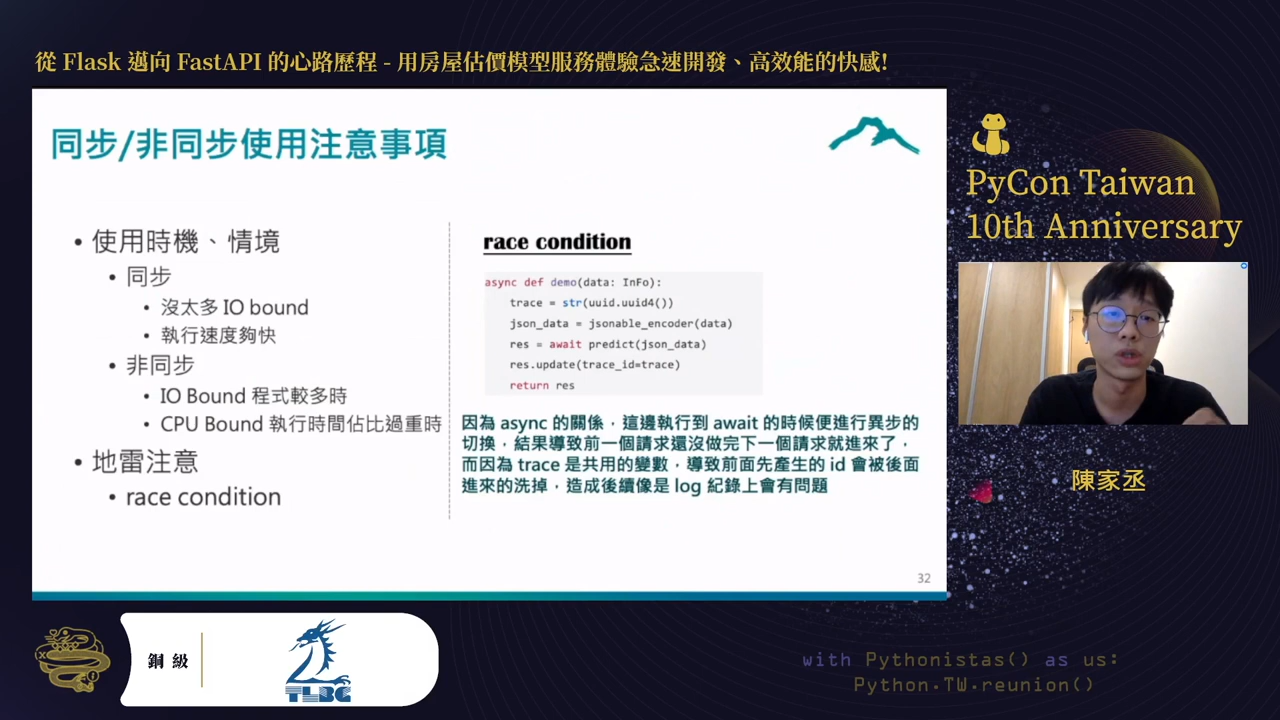 從 Flask 邁向 FastAPI 的心路歷程 - 用房屋估價模型服務體驗急速開發、高效能的快感!
同步/非同步使用注意事項
• 使用時機、情境
• 同步
• 沒太多 IO bound
• 執行速度夠快
• 非同步
• IO Bound 程式較多時
• CPU Bound 執行時間佔比過重時
• 地雷注意
• race condition
race condition
async def demo(data: InFo):
trace = str(uuid.uuid4())
json_data = jsonable_encoder(data)
res = await predict(json_data)
res.update(trace_id=trace)
return res
因為 async 的關係，這邊執行到 await 的時候便進行異步的
切換，結果導致前一個請求還沒做完下一個請求就進來了，
而因為 trace 是共用的變數，導致前面先產生的 id 會被後面
進來的洗掉，造成後續像是 log 紀錄上會有問題
32
PyCon Taiwan
10th Anniversary
陳家丞
銅級
TLBC
with Pythonistas() as us:
Python.TW.reunion()